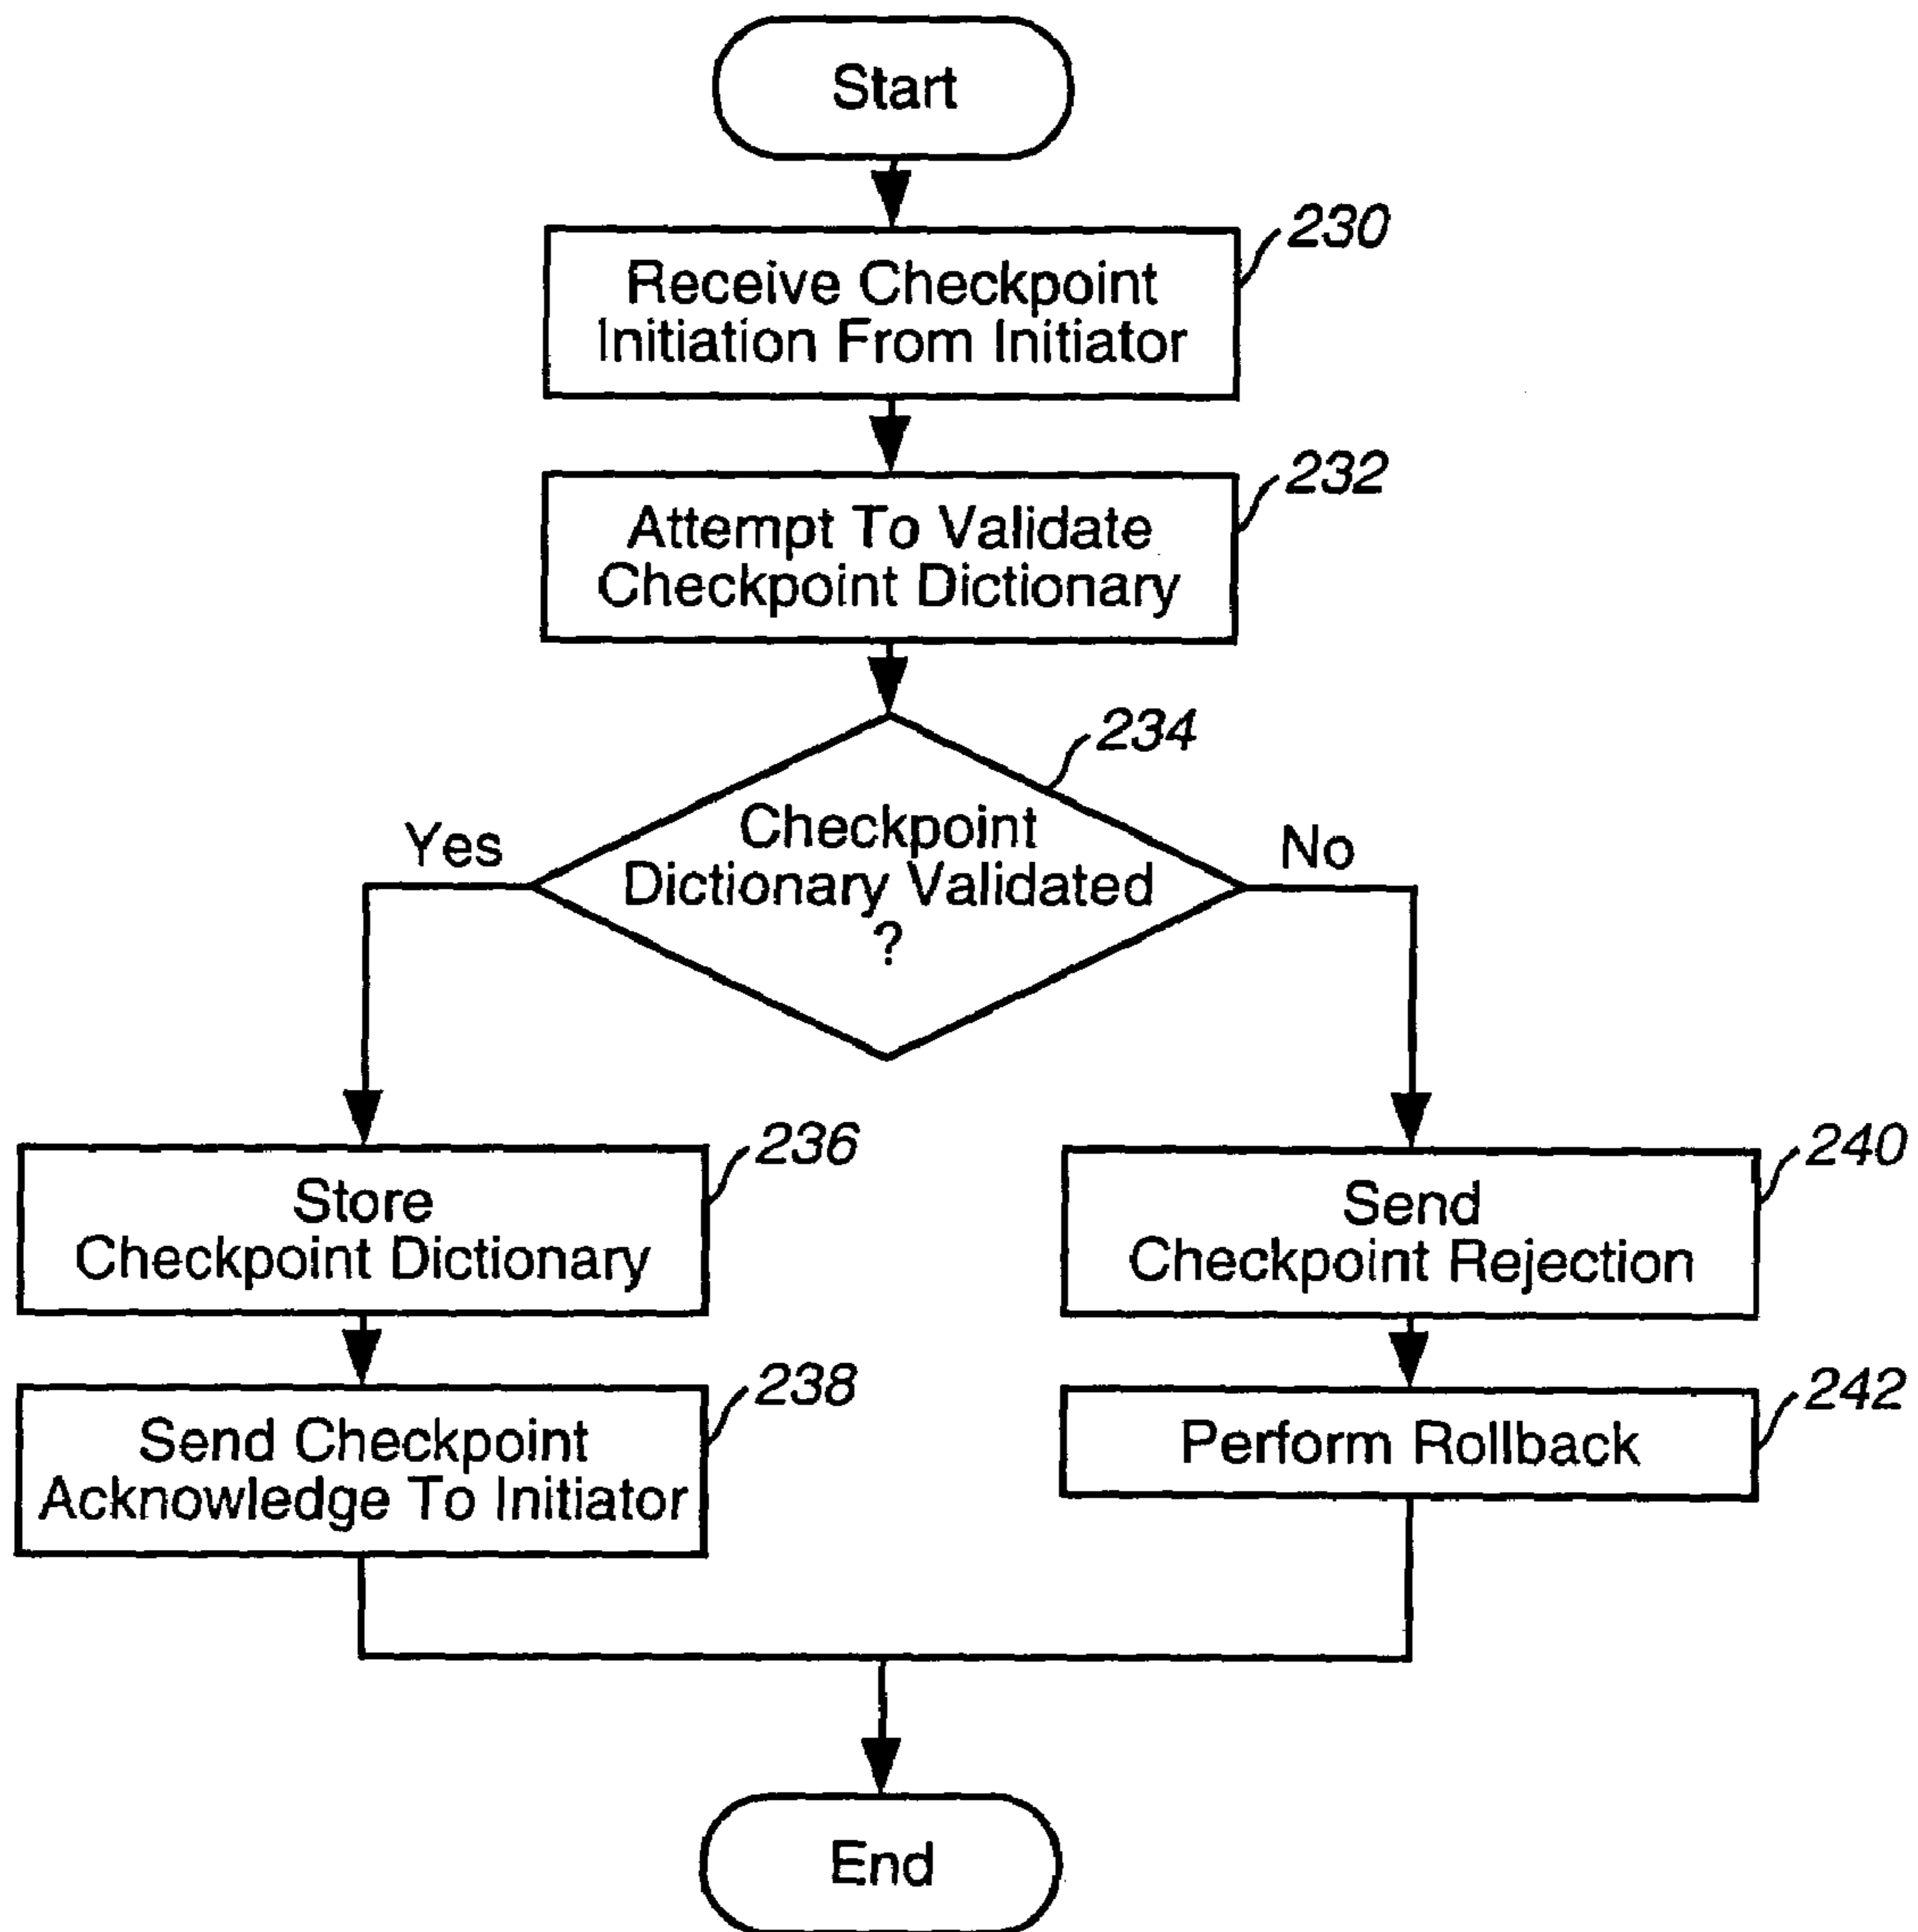 Start
230
Receive Checkpoint
Initiation From Initiator
232
Attempt To Validate
Checkpoint Dictionary
234
Checkpoint
Dictionary Validated
?
Yes
No
236
Store
Checkpoint Dictionary
240
Send
Checkpoint Rejection
238
Send Checkpoint
Acknowledge To Initiator
242
Perform Rollback
End